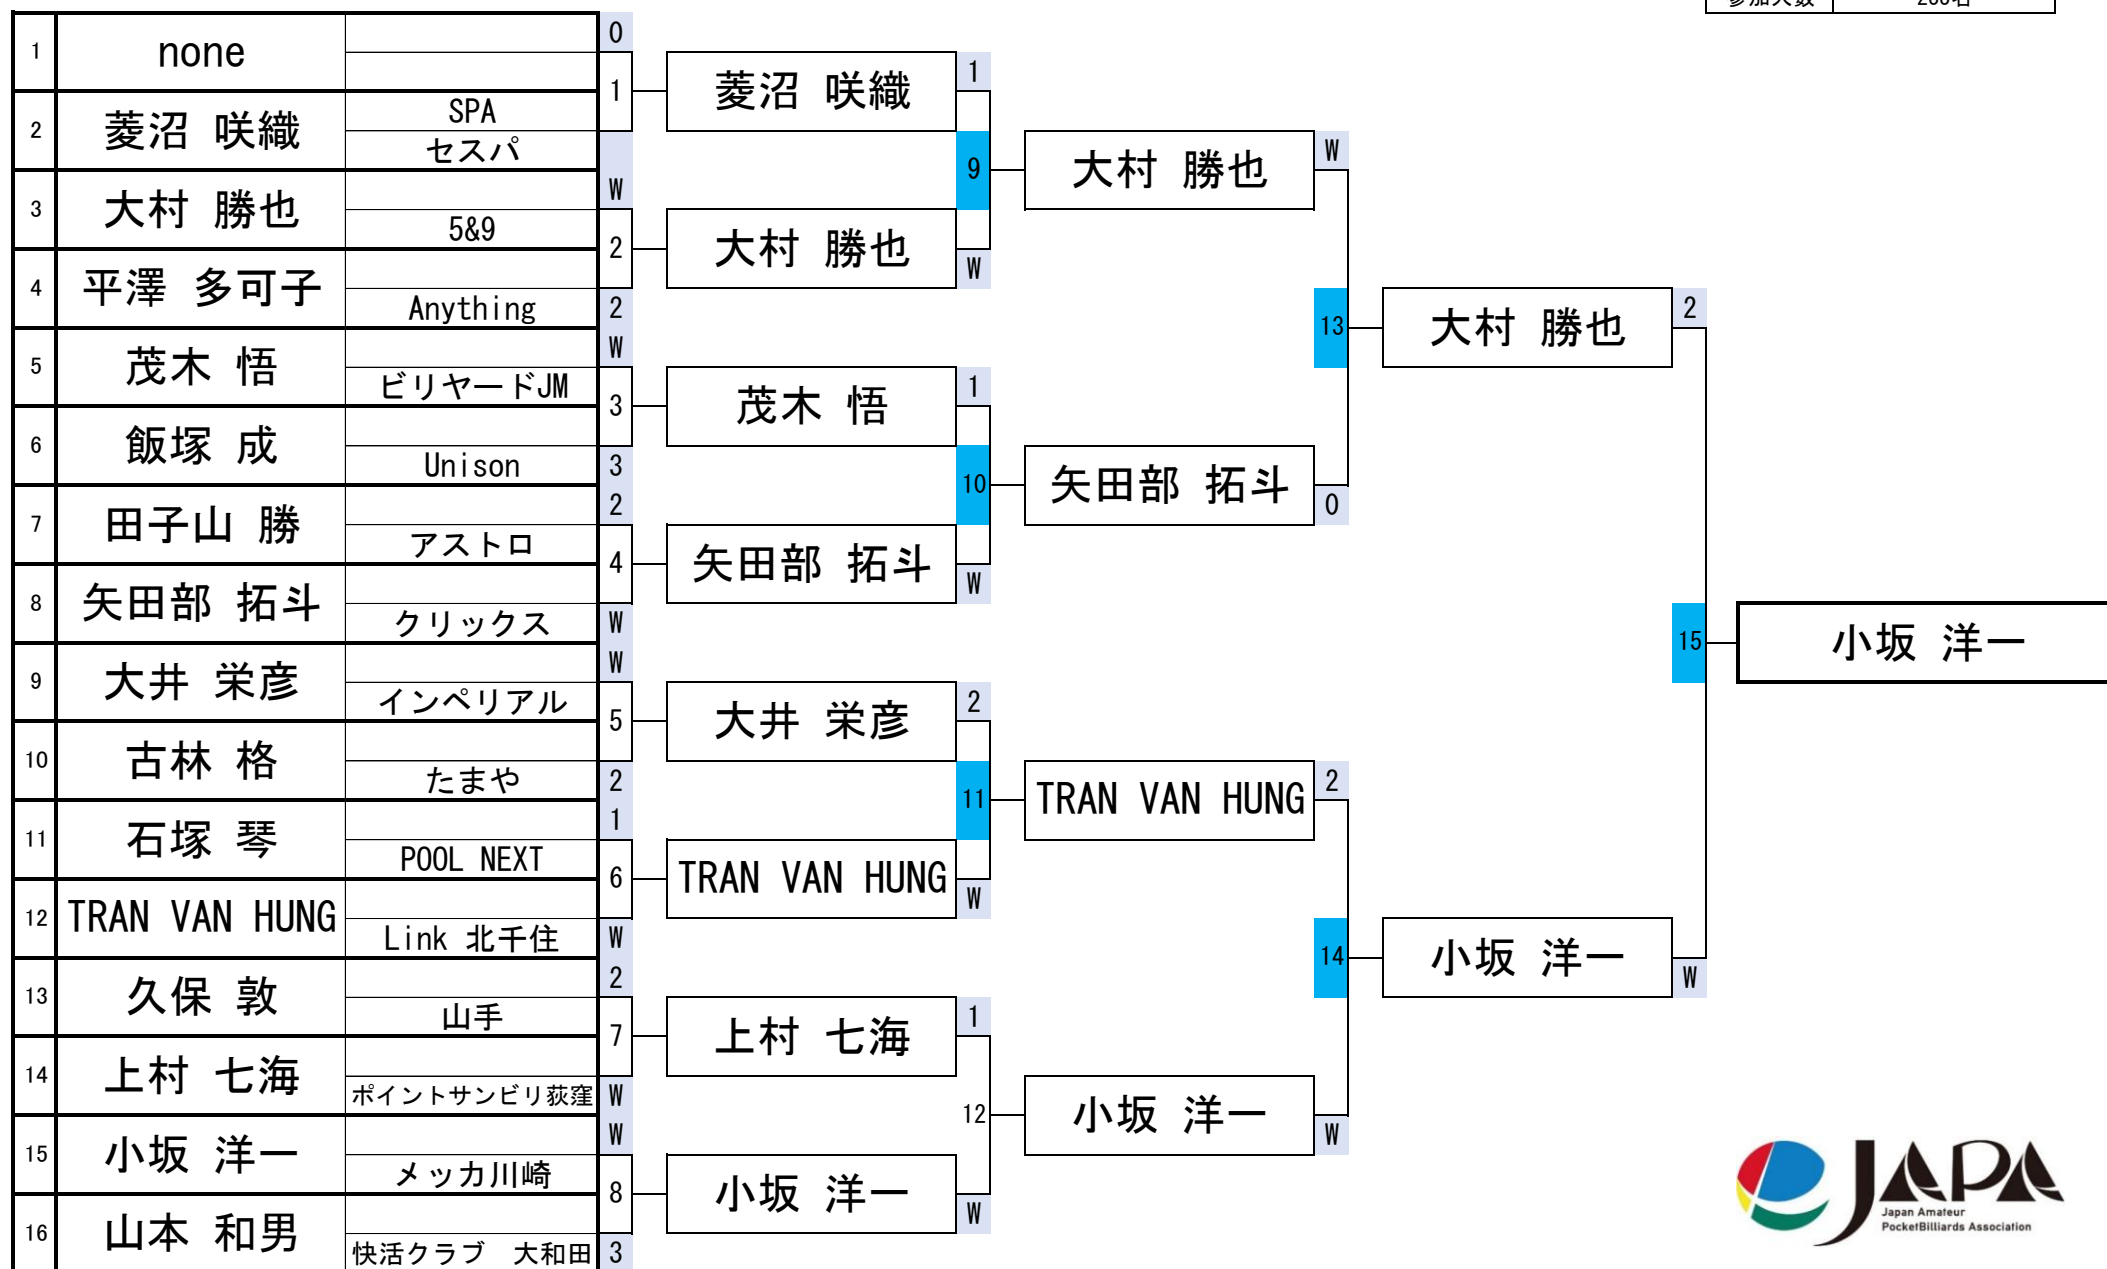 1 none 0
2 菱沼 咲織 SPA セスパ
3 大村 勝也 5&9 W
4 平澤 多可子 Anything 2
5 茂木 悟 ビリヤードJM W
6 飯塚 成 Unison 3
7 田子山 勝 アストロ 2
8 矢田部 拓斗 クリックス W
9 大井 栄彦 インペリアル W
10 古林 格 たまや 2
11 石塚 琴 POOL NEXT 1
12 TRAN VAN HUNG Link 北千住 W
13 久保 敦 山手 2
14 上村 七海 ポイントサンビリ荻窪 W
15 小坂 洋一 メッカ川崎 W
16 山本 和男 快活クラブ 大和田 3
1 菱沼 咲織 1
2 大村 勝也 W
3 茂木 悟 1
4 矢田部 拓斗 W
5 大井 栄彦 2
6 TRAN VAN HUNG W
7 上村 七海 1
8 小坂 洋一 W
9 大村 勝也 W
10 矢田部 拓斗 0
11 TRAN VAN HUNG 2
12 小坂 洋一 W
13 大村 勝也 2
14 小坂 洋一 W
15 小坂 洋一
JAPA
Japan Amateur
PocketBilliards Association